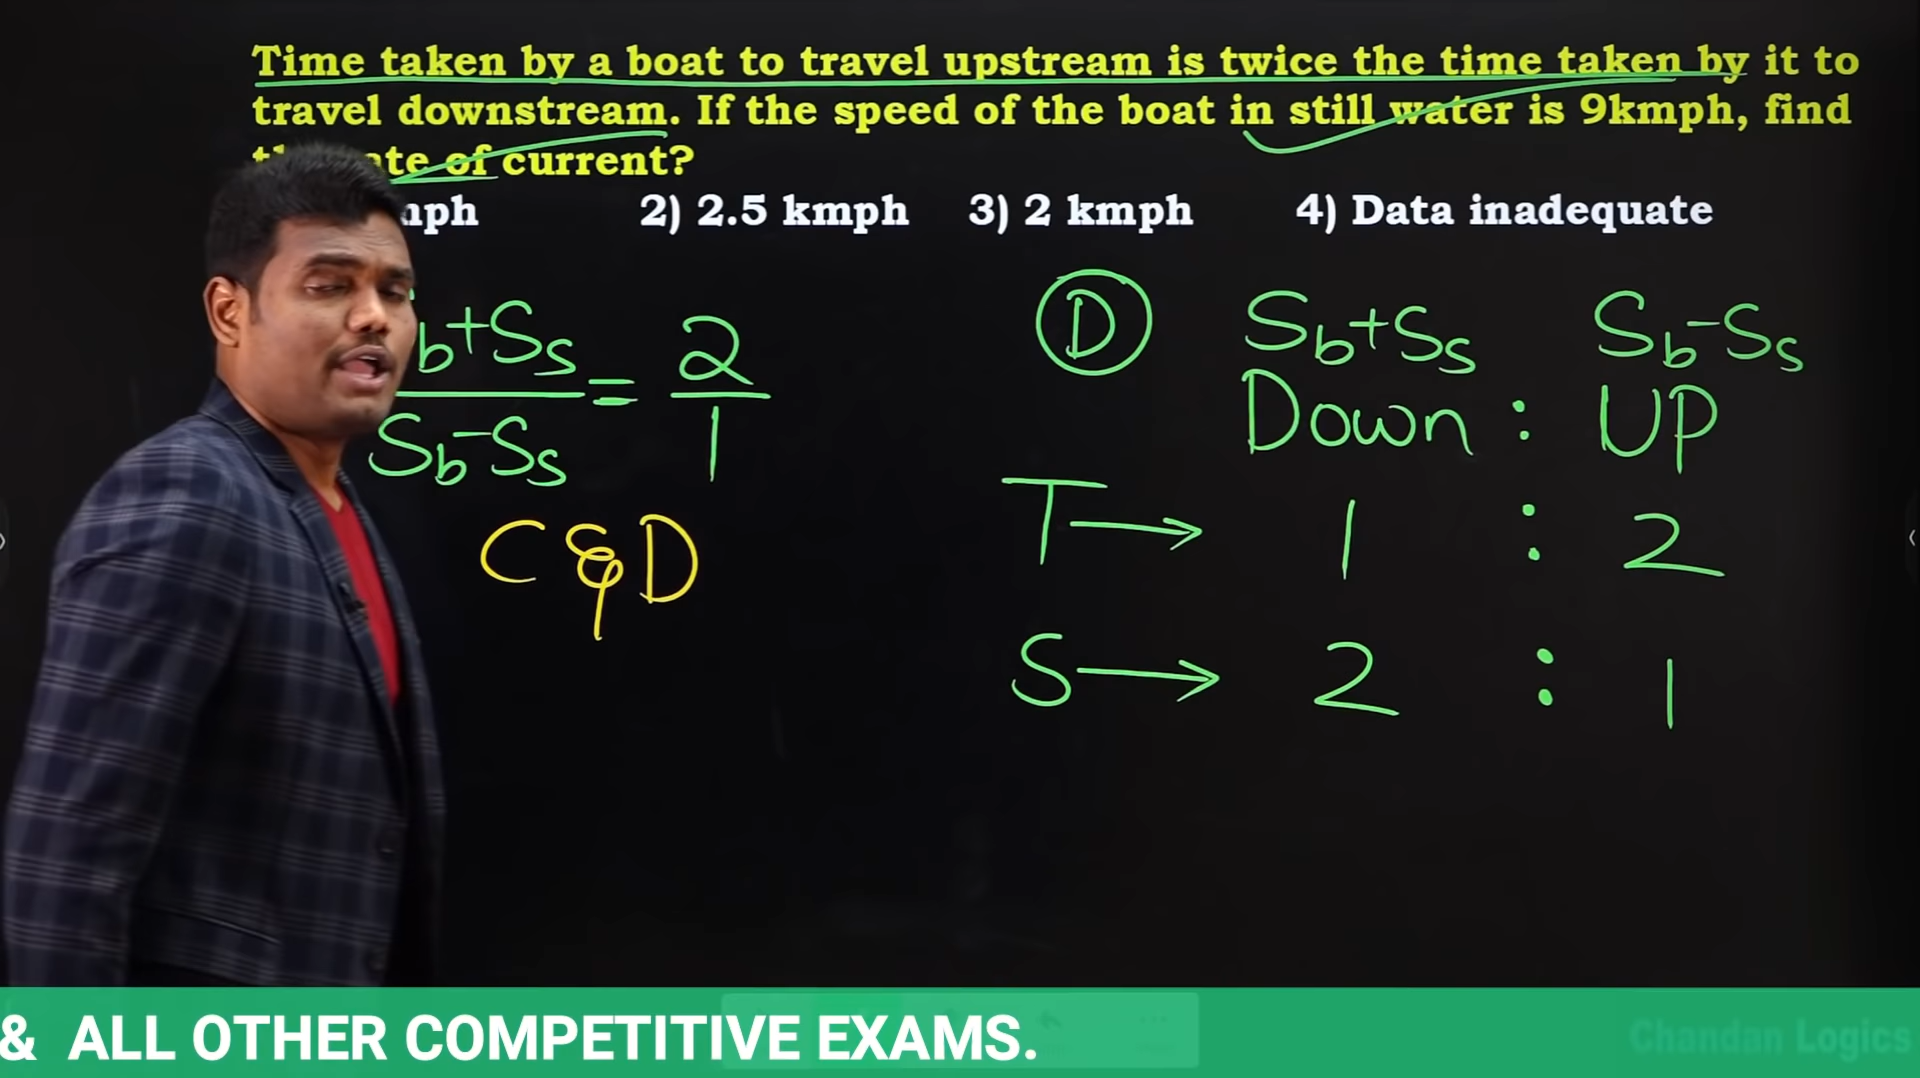 Time taken by a boat to travel upstream is twice the time taken by it to
travel downstream. If the speed of the boat in still water is 9kmph, find
of current?
2) 2.5 kmph 3) 2 kmph 4) Data inadequate
b+Ss = 2
Sb-Ss 1
C & D
D Sb+Ss Sb-Ss
Down : UP
T→ 1 : 2
S→ 2 : 1
& ALL OTHER COMPETITIVE EXAMS.
Chandan Logics